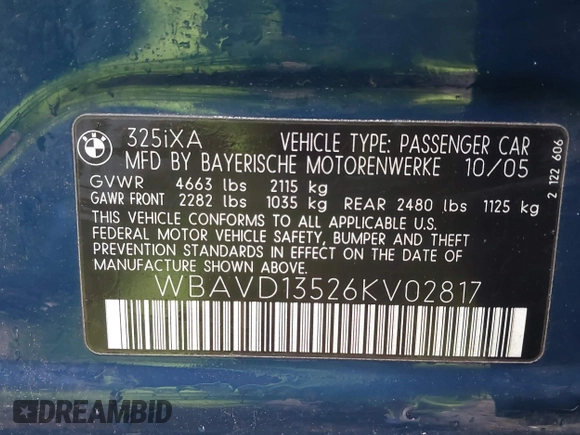 BMW
325iXA VEHICLE TYPE: PASSENGER CAR
MFD BY BAYERISCHE MOTORENWERKE 10/05
GVWR 4663 lbs 2115 kg
GAWR FRONT 2282 lbs 1035 kg REAR 2480 lbs 1125 kg
THIS VEHICLE CONFORMS TO ALL APPLICABLE U.S.
FEDERAL MOTOR VEHICLE SAFETY, BUMPER AND THEFT
PREVENTION STANDARDS IN EFFECT ON THE DATE OF
MANUFACTURE SHOWN ABOVE.
WBAVD13526KV02817
2 122 606
DREAMBID